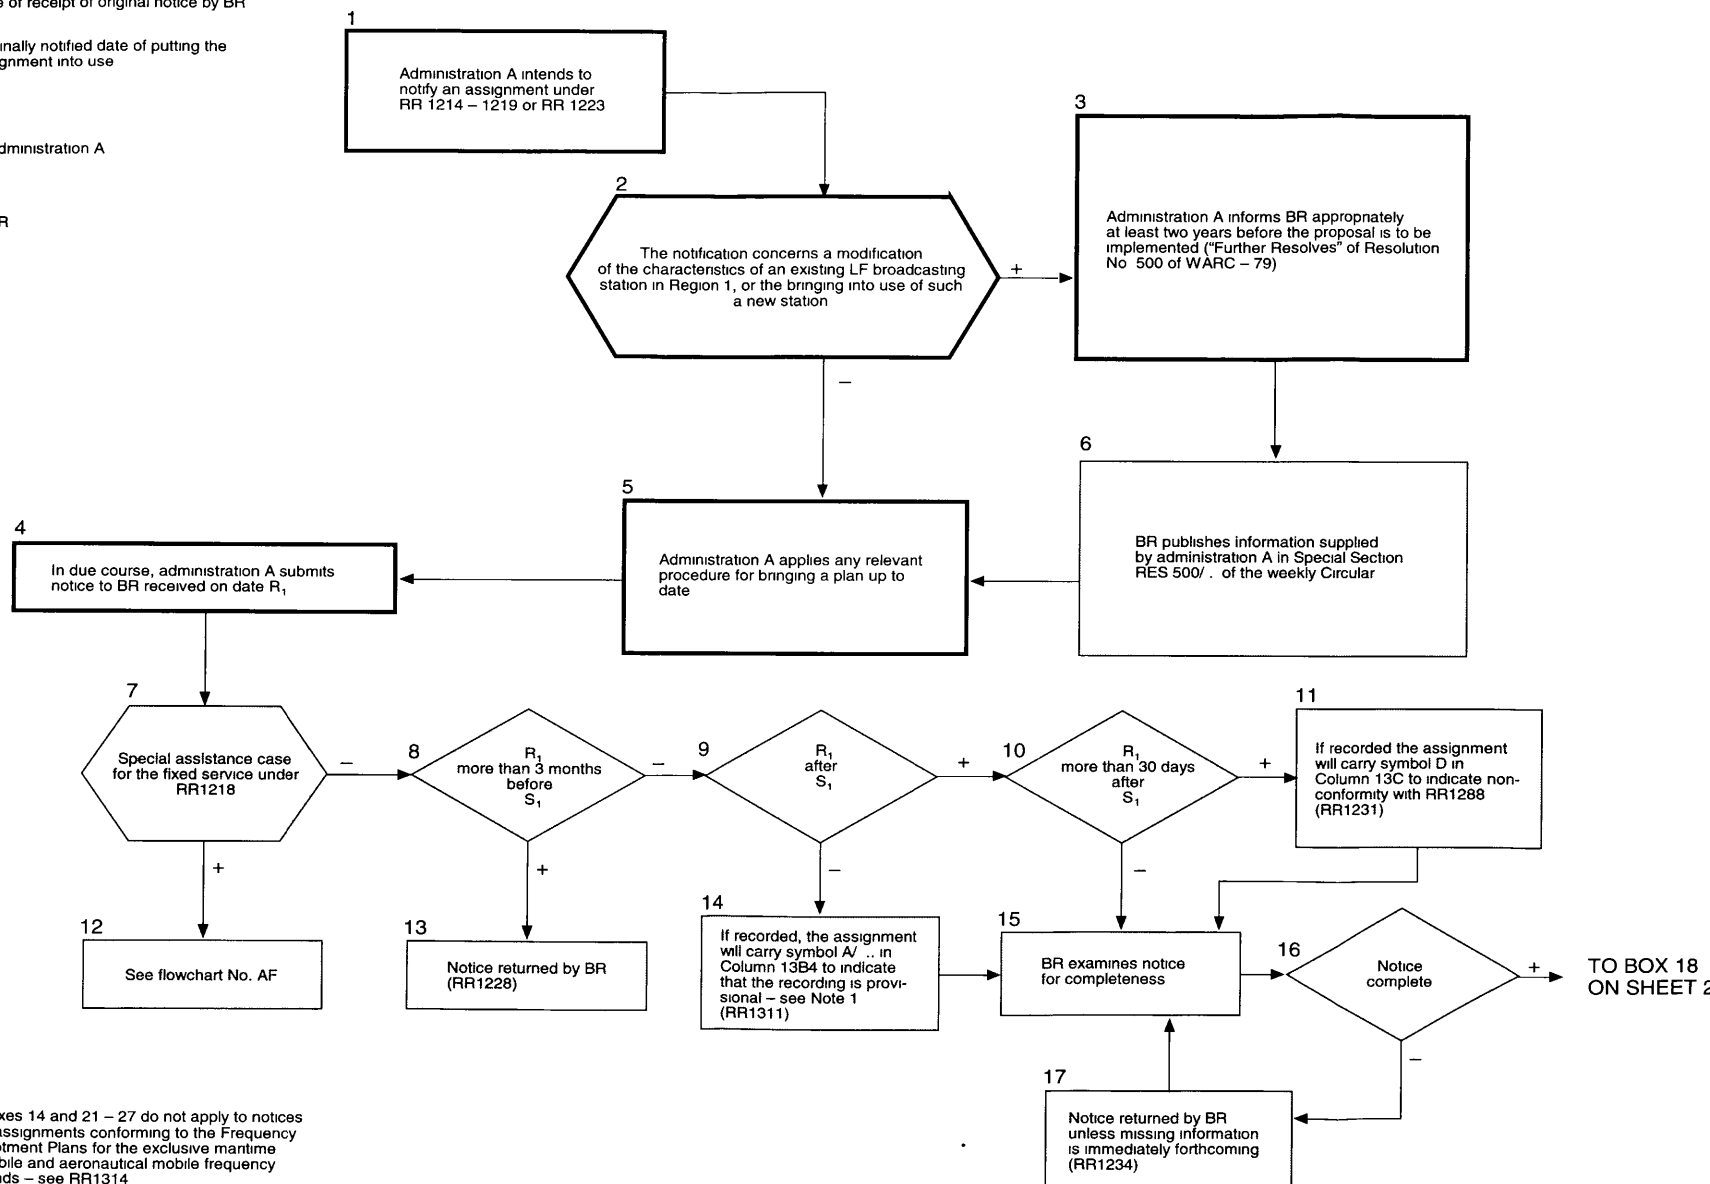 of receipt of original notice by BR
notified date of putting the
into use
A
1
Administration A intends to
notify an assignment under
RR 1214 – 1219 or RR 1223
2
The notification concerns a modification
of the characteristics of an existing LF broadcasting
station in Region 1, or the bringing into use of such
a new station
+
–
3
Administration A informs BR appropriately
at least two years before the proposal is to be
implemented (“Further Resolves” of Resolution
No 500 of WARC – 79)
6
BR publishes information supplied
by administration A in Special Section
RES 500/ . of the weekly Circular
5
Administration A applies any relevant
procedure for bringing a plan up to
date
4
In due course, administration A submits
notice to BR received on date R₁
7
Special assistance case
for the fixed service under
RR1218
–
+
8
R₁
more than 3 months
before
S₁
–
+
9
R₁
after
S₁
+
–
10
R₁
more than 30 days
after
S₁
+
–
11
If recorded the assignment
will carry symbol D in
Column 13C to indicate non-
conformity with RR1288
(RR1231)
12
See flowchart No. AF
13
Notice returned by BR
(RR1228)
14
If recorded, the assignment
will carry symbol A/ .. in
Column 13B4 to indicate
that the recording is provi-
sional – see Note 1
(RR1311)
15
BR examines notice
for completeness
16
Notice
complete
+
–
TO BOX 18
ON SHEET 2
17
Notice returned by BR
unless missing information
is immediately forthcoming
(RR1234)
14 and 21 – 27 do not apply to notices
assignments conforming to the Frequency
Plans for the exclusive maritime
and aeronautical mobile frequency
– see RR1314